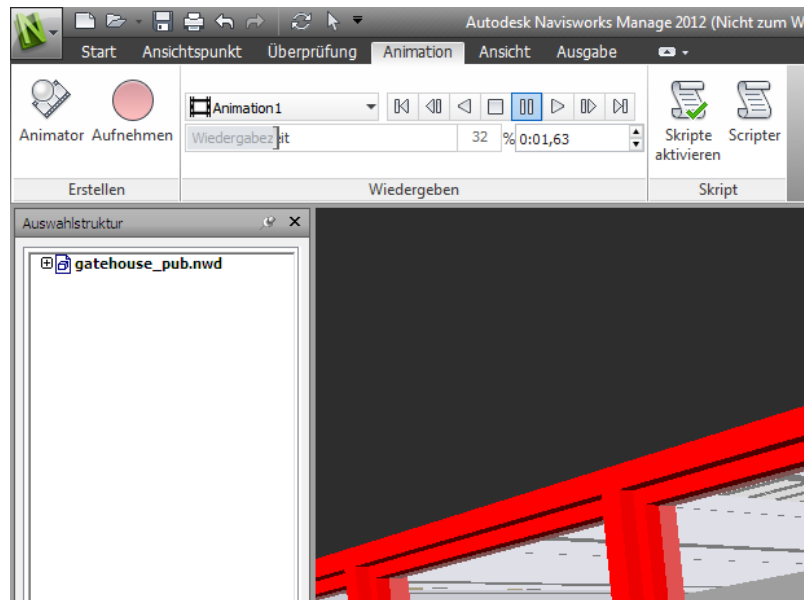 Autodesk Navisworks Manage 2012 (Nicht zum W
Start Ansichtspunkt Überprüfung Animation Ansicht Ausgabe
Animation1
Wiedergabezeit 32 % 0:01,63
Animator Aufnehmen Skripte aktivieren Scripter
Erstellen Wiedergeben Skript
Auswahlstruktur
gatehouse_pub.nwd